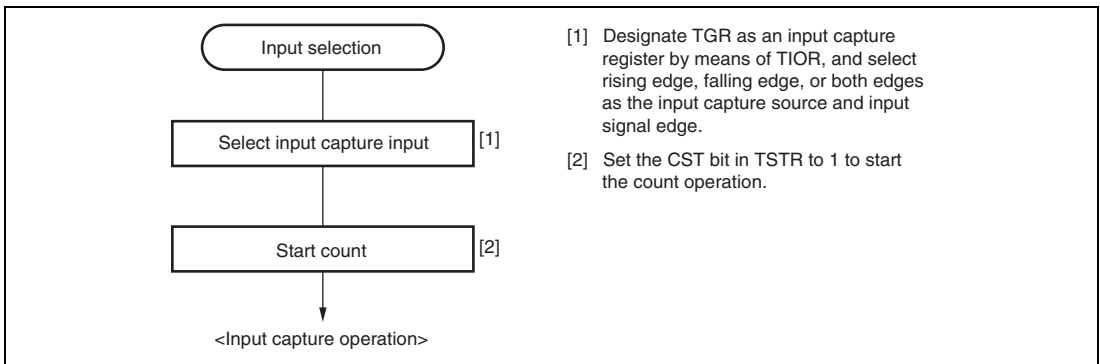 Input selection
Select input capture input
[1]
Start count
[2]
<Input capture operation>
[1] Designate TGR as an input capture
register by means of TIOR, and select
rising edge, falling edge, or both edges
as the input capture source and input
signal edge.
[2] Set the CST bit in TSTR to 1 to start
the count operation.